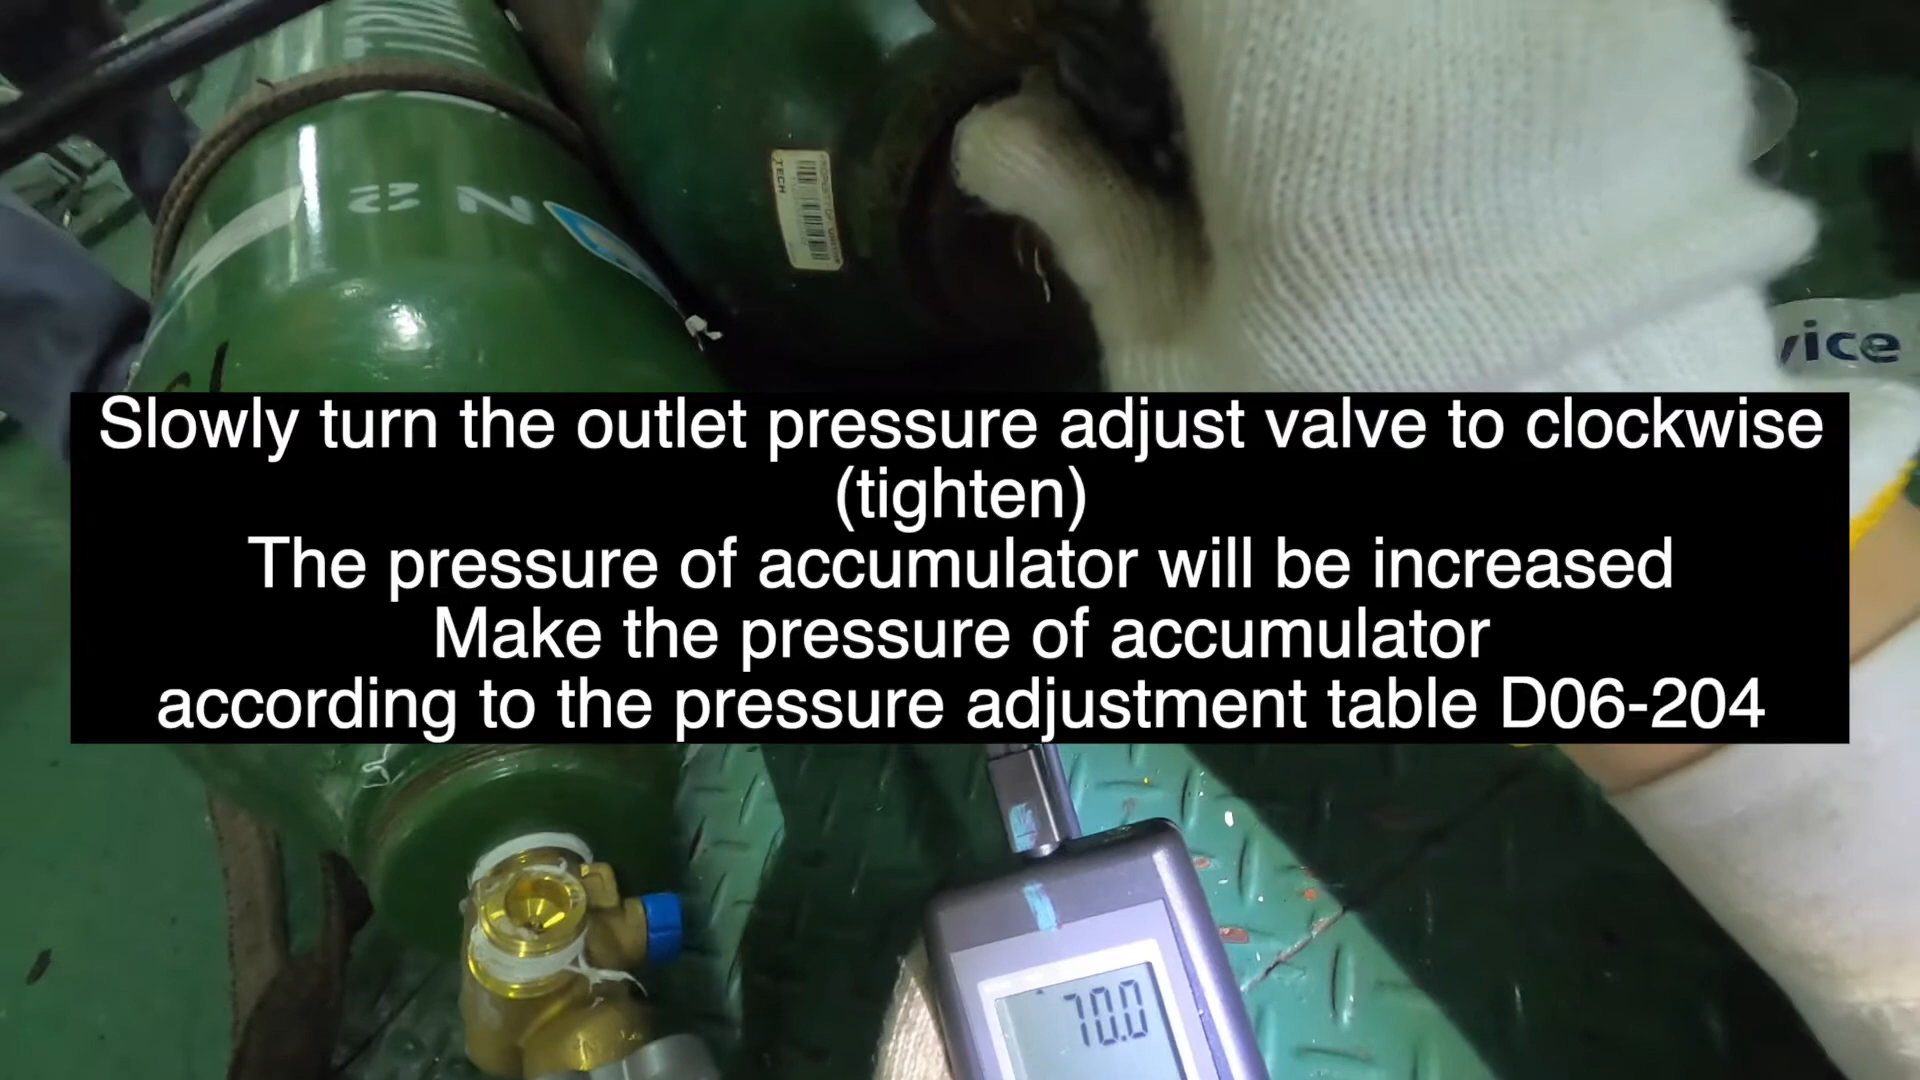 N2
TECH
vice
Slowly turn the outlet pressure adjust valve to clockwise
(tighten)
The pressure of accumulator will be increased
Make the pressure of accumulator
according to the pressure adjustment table D06-204
70.0